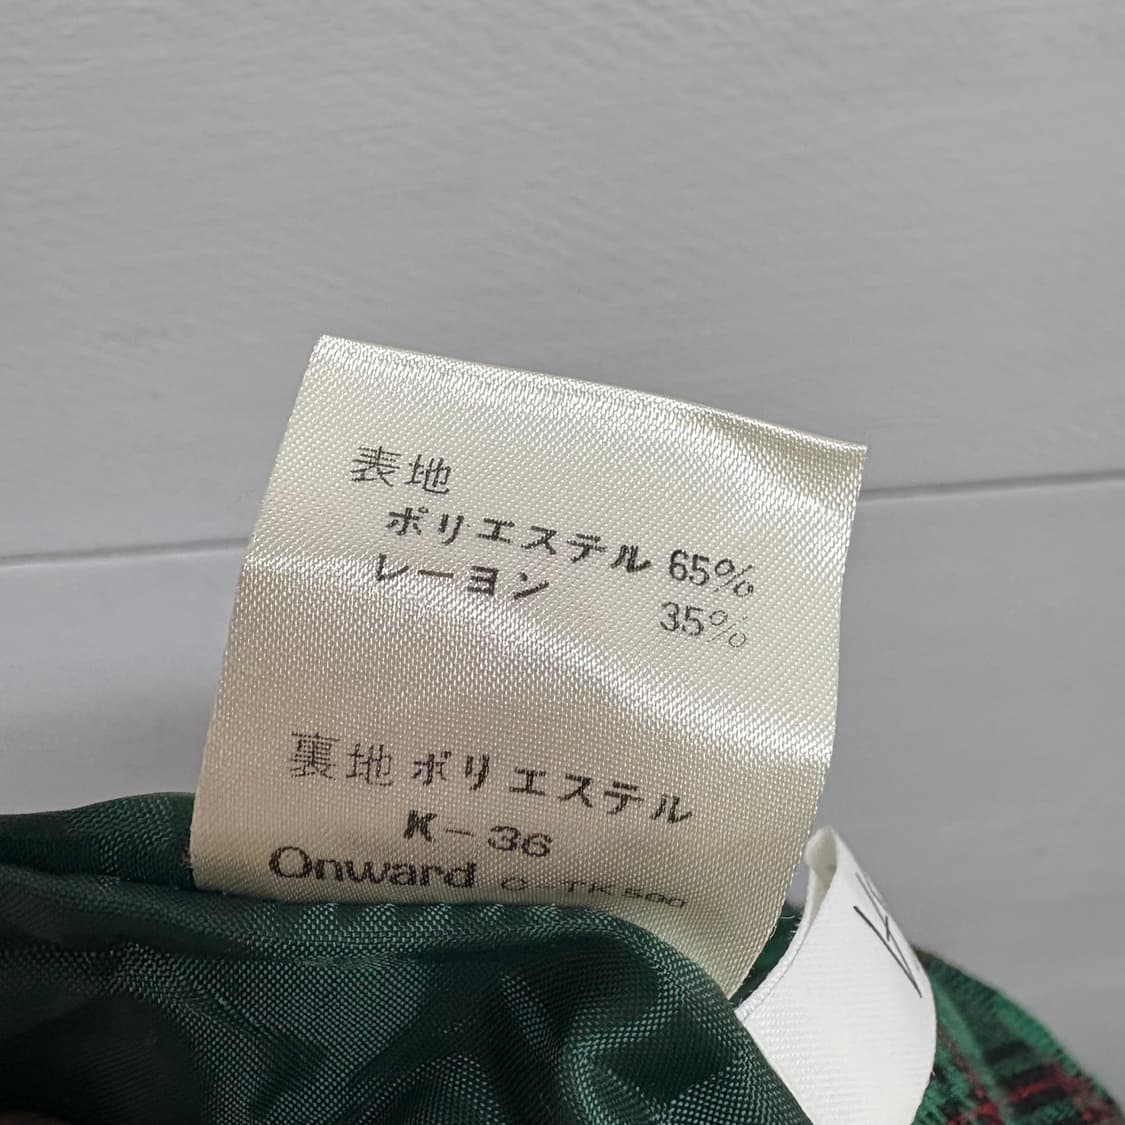 表地
ポリエステル 65%
レーヨン 35%
裏地 ポリエステル
K-36
Onward O-TK500